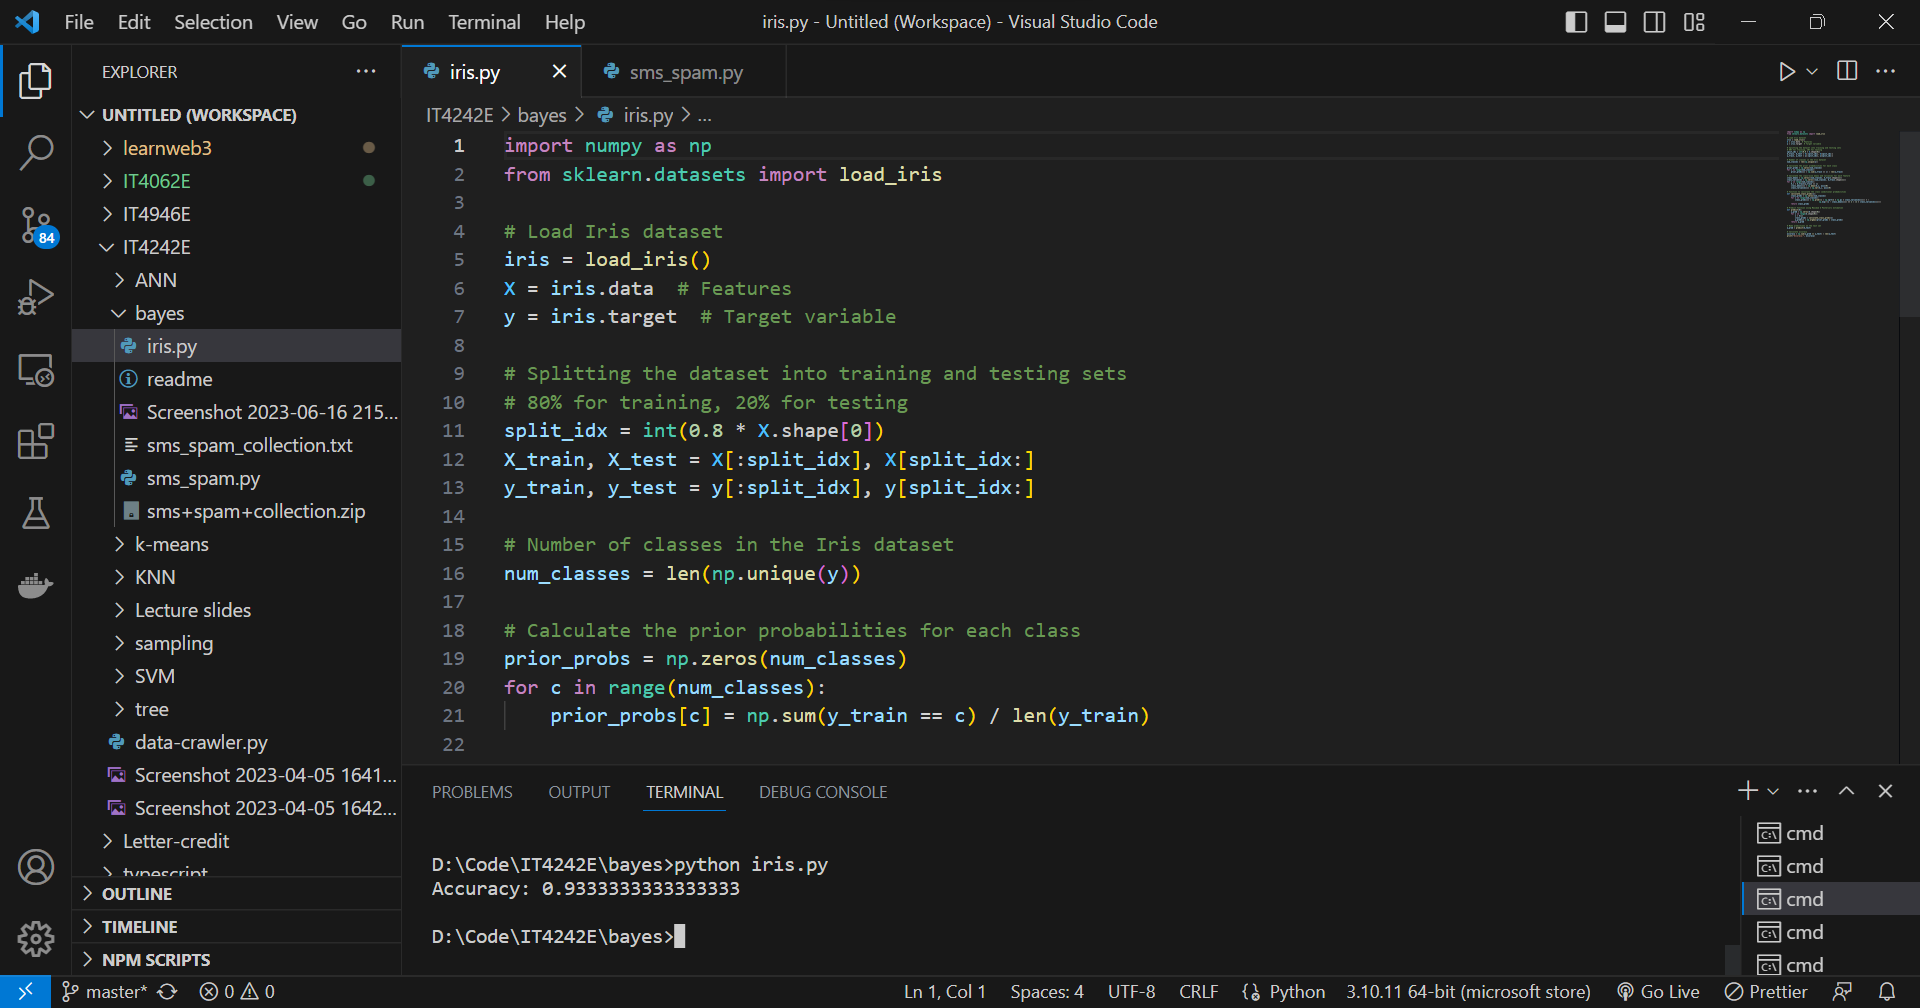 File Edit Selection View Go Run Terminal Help iris.py - Untitled (Workspace) - Visual Studio Code
EXPLORER
UNTITLED (WORKSPACE)
learnweb3
IT4062E
IT4946E
IT4242E
ANN
bayes
iris.py
readme
Screenshot 2023-06-16 215...
sms_spam_collection.txt
sms_spam.py
sms+spam+collection.zip
k-means
KNN
Lecture slides
sampling
SVM
tree
data-crawler.py
Screenshot 2023-04-05 1641...
Screenshot 2023-04-05 1642...
Letter-credit
typescript
OUTLINE
TIMELINE
NPM SCRIPTS
84
iris.py sms_spam.py
IT4242E > bayes > iris.py > ...
1 import numpy as np
2 from sklearn.datasets import load_iris
3
4 # Load Iris dataset
5 iris = load_iris()
6 X = iris.data  # Features
7 y = iris.target  # Target variable
8
9 # Splitting the dataset into training and testing sets
10 # 80% for training, 20% for testing
11 split_idx = int(0.8 * X.shape[0])
12 X_train, X_test = X[:split_idx], X[split_idx:]
13 y_train, y_test = y[:split_idx], y[split_idx:]
14
15 # Number of classes in the Iris dataset
16 num_classes = len(np.unique(y))
17
18 # Calculate the prior probabilities for each class
19 prior_probs = np.zeros(num_classes)
20 for c in range(num_classes):
21     prior_probs[c] = np.sum(y_train == c) / len(y_train)
22
PROBLEMS OUTPUT TERMINAL DEBUG CONSOLE
D:\Code\IT4242E\bayes>python iris.py
Accuracy: 0.9333333333333333
D:\Code\IT4242E\bayes>
cmd
cmd
cmd
cmd
cmd
master* 0 0 Ln 1, Col 1 Spaces: 4 UTF-8 CRLF Python 3.10.11 64-bit (microsoft store) Go Live Prettier